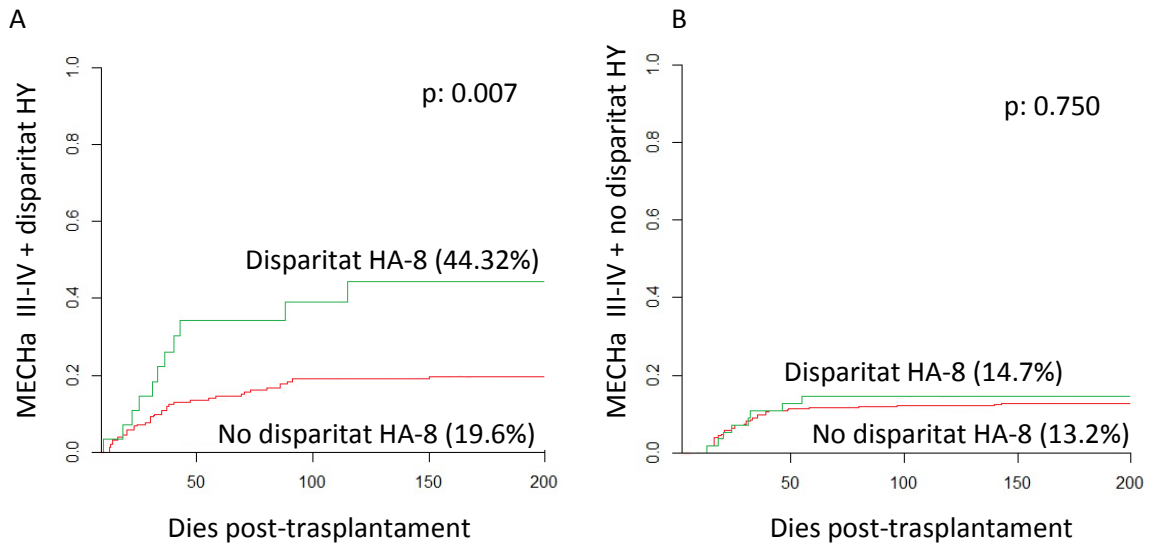 A
MECHa III-IV + disparitat HY
1.0
0.8
0.6
0.4
0.2
0.0
p: 0.007
Disparitat HA-8 (44.32%)
No disparitat HA-8 (19.6%)
50
100
150
200
Dies post-trasplantament
B
MECHa III-IV + no disparitat HY
1.0
0.8
0.6
0.4
0.2
0.0
p: 0.750
Disparitat HA-8 (14.7%)
No disparitat HA-8 (13.2%)
50
100
150
200
Dies post-trasplantament